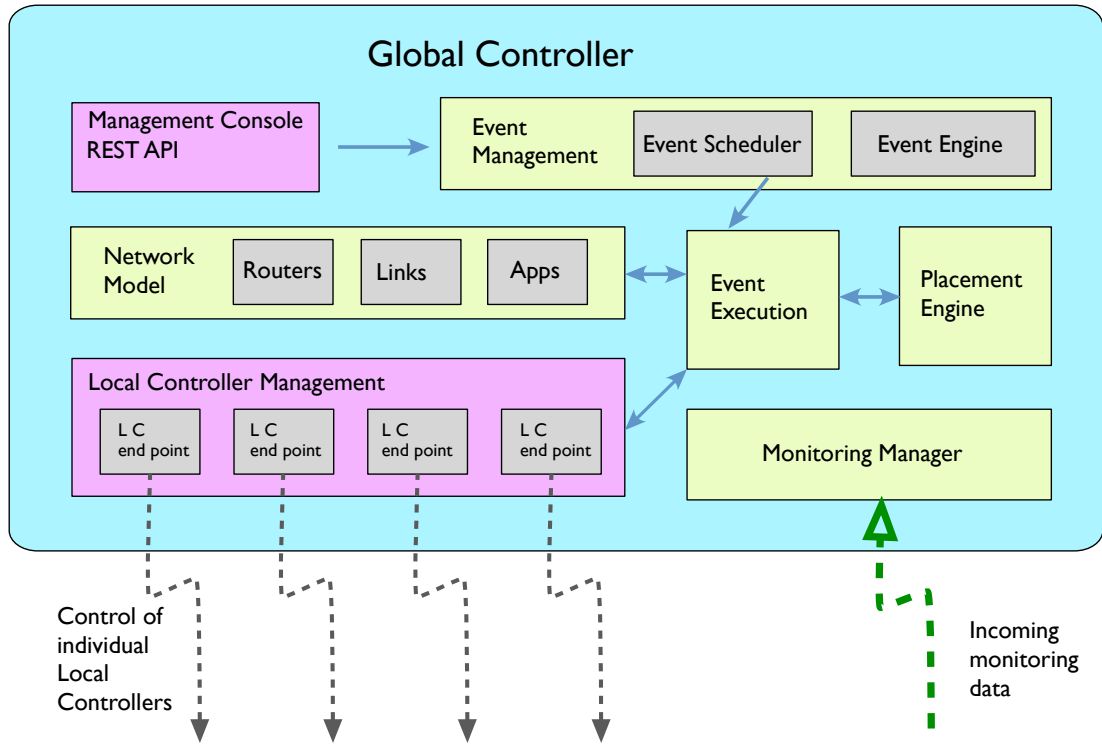 Global Controller
Management Console
REST API
Event
Management
Event Scheduler
Event Engine
Network
Model
Routers
Links
Apps
Event
Execution
Placement
Engine
Local Controller Management
L C
end point
L C
end point
L C
end point
L C
end point
Monitoring Manager
Control of
individual
Local
Controllers
Incoming
monitoring
data